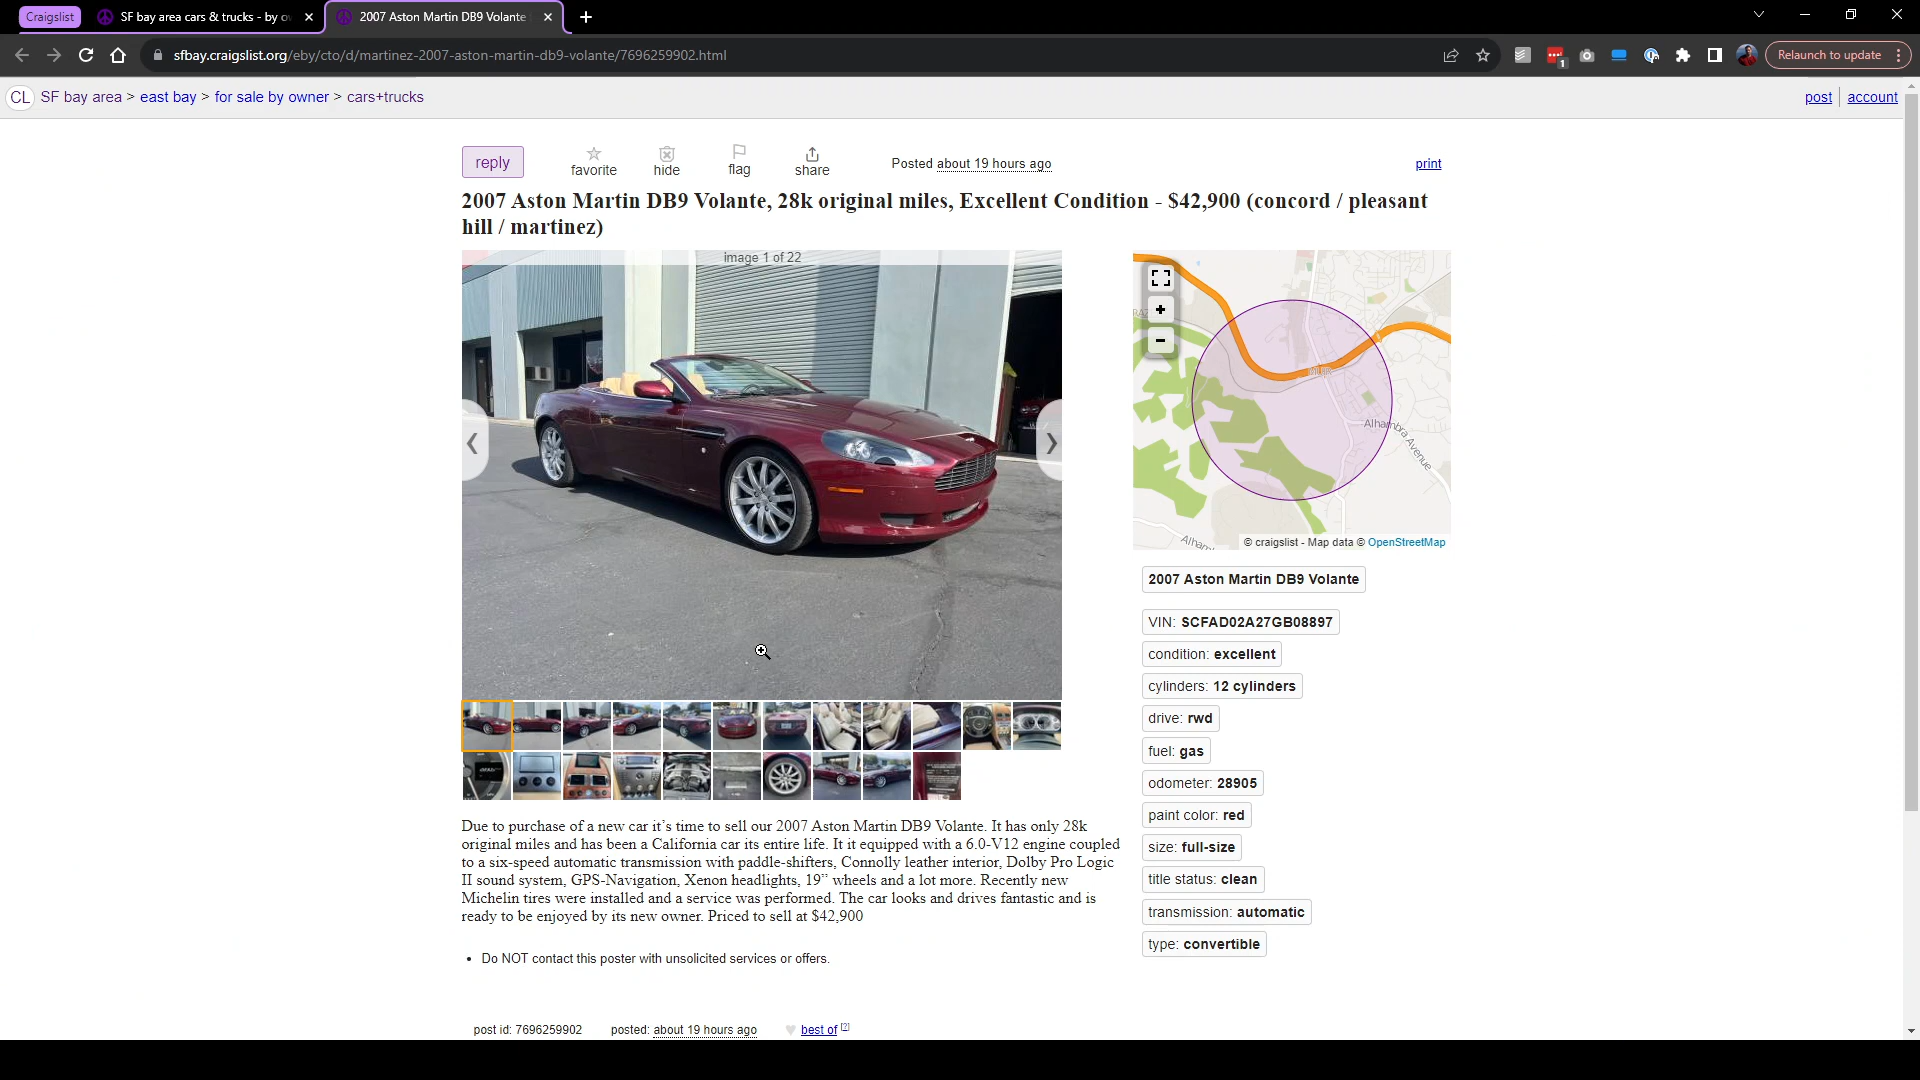 Craigslist
SF bay area cars & trucks - by o
2007 Aston Martin DB9 Volante
Relaunch to update
sfbay.craigslist.org/eby/cto/d/martinez-2007-aston-martin-db9-volante/7696259902.html
1
CL SF bay area > east bay > for sale by owner > cars+trucks
post account
reply favorite hide flag share Posted about 19 hours ago print
2007 Aston Martin DB9 Volante, 28k original miles, Excellent Condition - $42,900 (concord / pleasant
hill / martinez)
image 1 of 22
Alhambra Avenue
© craigslist - Map data © OpenStreetMap
2007 Aston Martin DB9 Volante
VIN: SCFAD02A27GB08897
condition: excellent
cylinders: 12 cylinders
drive: rwd
fuel: gas
odometer: 28905
paint color: red
size: full-size
title status: clean
transmission: automatic
type: convertible
Due to purchase of a new car it’s time to sell our 2007 Aston Martin DB9 Volante. It has only 28k
original miles and has been a California car its entire life. It it equipped with a 6.0-V12 engine coupled
to a six-speed automatic transmission with paddle-shifters, Connolly leather interior, Dolby Pro Logic
II sound system, GPS-Navigation, Xenon headlights, 19” wheels and a lot more. Recently new
Michelin tires were installed and a service was performed. The car looks and drives fantastic and is
ready to be enjoyed by its new owner. Priced to sell at $42,900
• Do NOT contact this poster with unsolicited services or offers.
post id: 7696259902 posted: about 19 hours ago best of [?]